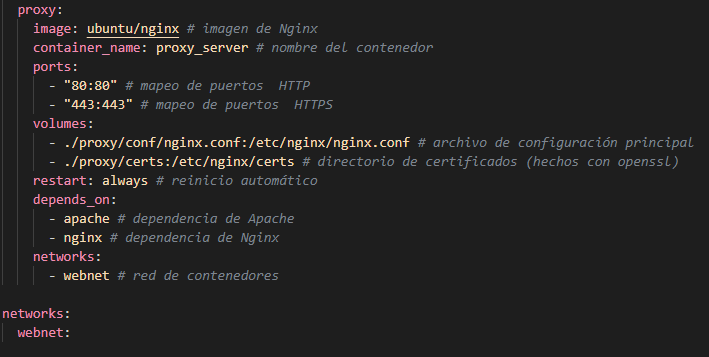 proxy:
image: ubuntu/nginx # imagen de Nginx
container_name: proxy_server # nombre del contenedor
ports:
- "80:80" # mapeo de puertos  HTTP
- "443:443" # mapeo de puertos  HTTPS
volumes:
- ./proxy/conf/nginx.conf:/etc/nginx/nginx.conf # archivo de configuración principal
- ./proxy/certs:/etc/nginx/certs # directorio de certificados (hechos con openssl)
restart: always # reinicio automático
depends_on:
- apache # dependencia de Apache
- nginx # dependencia de Nginx
networks:
- webnet # red de contenedores
networks:
webnet: